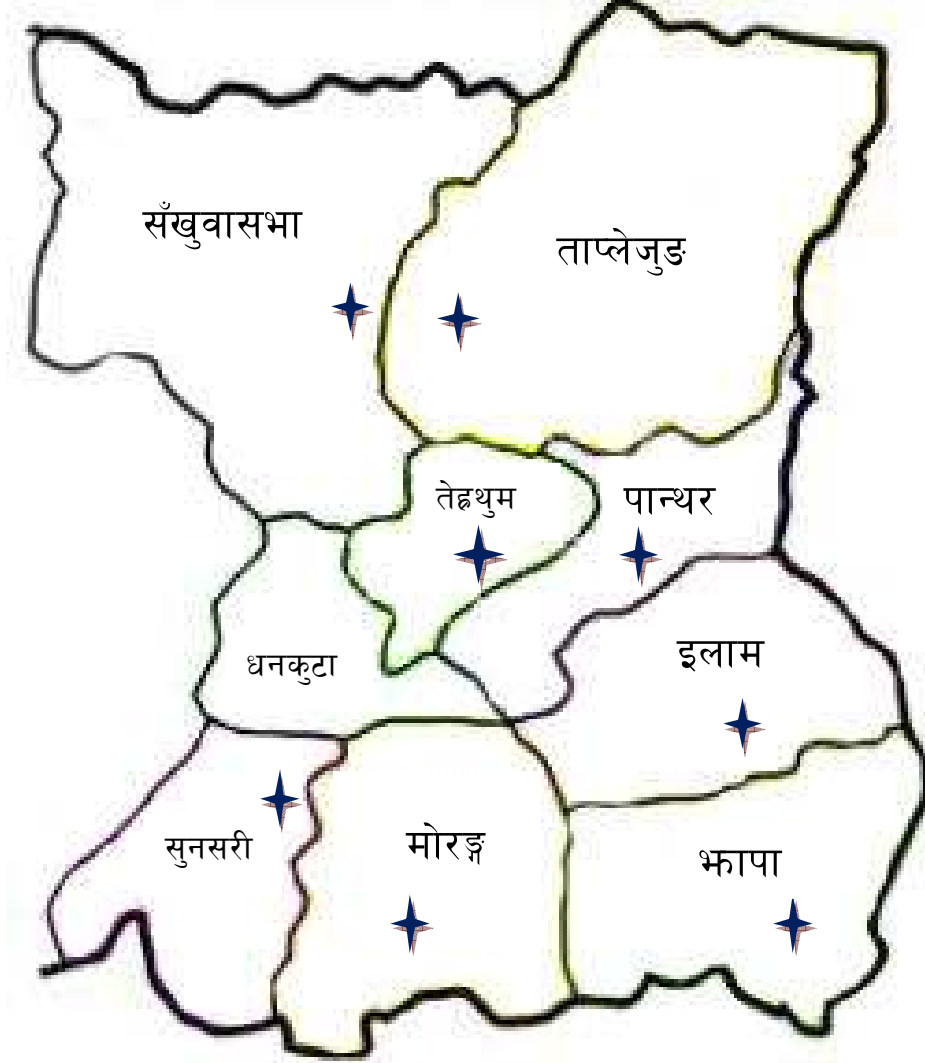 सँखुवासभा
ताप्लेजुङ
तेह्रथुम
पान्थर
इलाम
धनकुटा
सुनसरी
मोरङ्ग
झापा